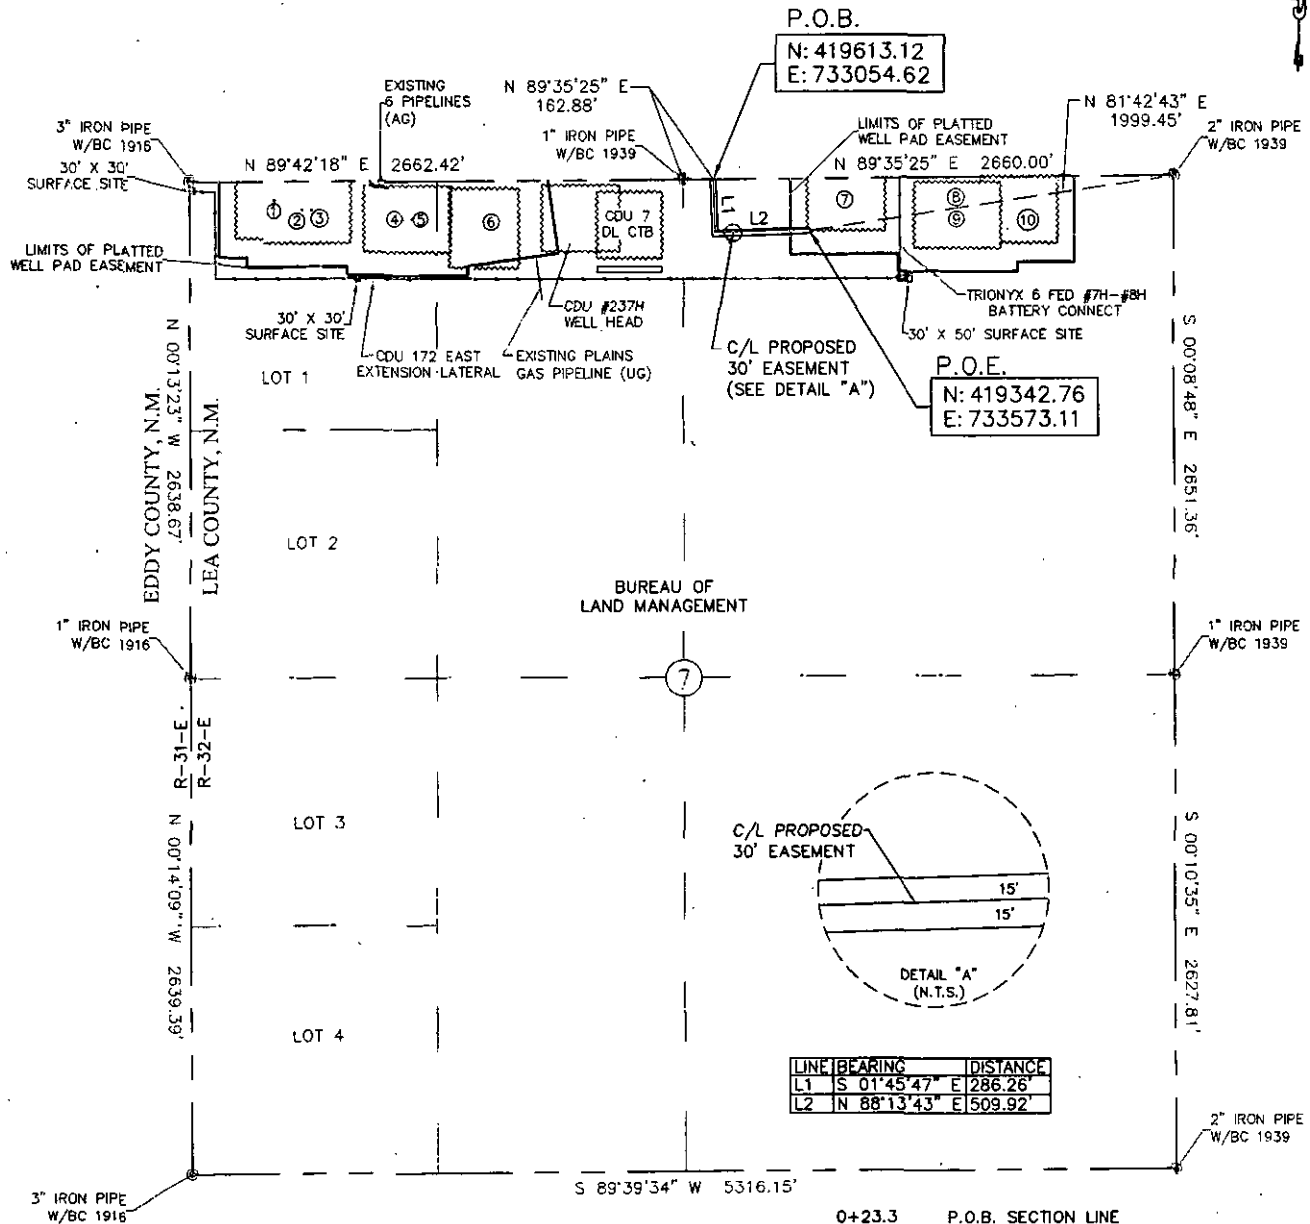 P.O.B.
N: 419613.12
E: 733054.62
EXISTING
6 PIPELINES
(AG)
N 89°35'25" E
162.88'
1" IRON PIPE
W/BC 1939
LIMITS OF PLATTED
WELL PAD EASEMENT
N 81°42'43" E
1999.45'
2" IRON PIPE
W/BC 1939
3" IRON PIPE
W/BC 1916
30' X 30'
SURFACE SITE
N 89°42'18" E 2662.42'
N 89°35'25" E 2660.00'
L1
L2
1
2
3
4
5
6
CDU 7
DL CTB
7
8
9
10
LIMITS OF PLATTED
WELL PAD EASEMENT
30' X 30'
SURFACE SITE
CDU 172 EAST
EXTENSION LATERAL
CDU #237H
WELL HEAD
EXISTING PLAINS
GAS PIPELINE (UG)
C/L PROPOSED
30' EASEMENT
(SEE DETAIL "A")
TRIONYX 6 FED #7H-#8H
BATTERY CONNECT
30' X 50' SURFACE SITE
P.O.E.
N: 419342.76
E: 733573.11
LOT 1
N 00°13'23" W 2638.67'
EDDY COUNTY, N.M.
LEA COUNTY, N.M.
S 00°08'48" E 2651.36'
LOT 2
BUREAU OF
LAND MANAGEMENT
1" IRON PIPE
W/BC 1916
7
1" IRON PIPE
W/BC 1939
R-31-E
R-32-E
N 00°14'09" W 2639.39'
LOT 3
C/L PROPOSED
30' EASEMENT
15'
15'
DETAIL "A"
(N.T.S.)
S 00°10'35" E 2627.81'
LOT 4
LINE BEARING DISTANCE
L1 S 01°45'47" E 286.26'
L2 N 88°13'43" E 509.92'
2" IRON PIPE
W/BC 1939
3" IRON PIPE
W/BC 1916
S 89°39'34" W 5316.15'
0+23.3 P.O.B. SECTION LINE